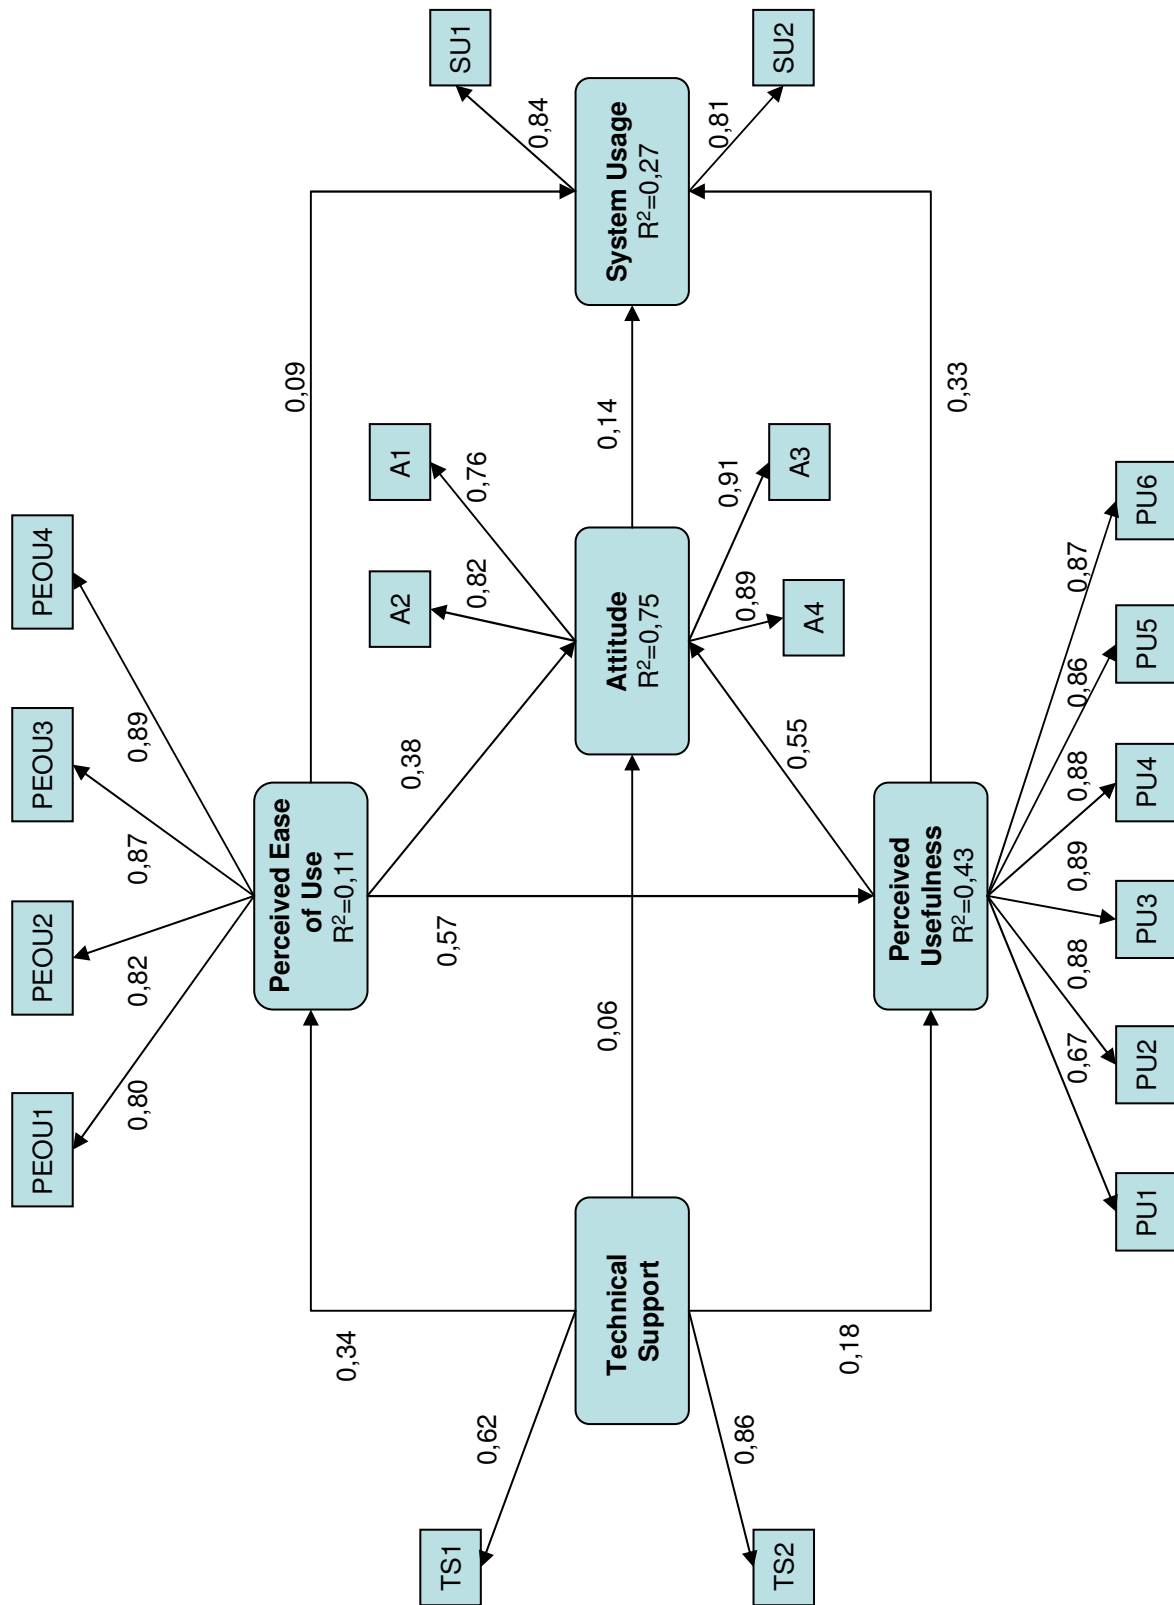 PEOU1
PEOU2
PEOU3
PEOU4
0,80
0,82
0,87
0,89
Perceived Ease
of Use
R²=0,11
0,09
0,34
A2
A1
0,38
0,57
TS1
SU1
0,82
0,76
0,62
0,84
Technical
Support
0,06
Attitude
R²=0,75
0,14
System Usage
R²=0,27
0,86
0,89
0,91
0,81
0,55
TS2
A4
A3
SU2
0,18
Perceived
Usefulness
R²=0,43
0,33
0,67
0,88
0,89
0,88
0,86
0,87
PU1
PU2
PU3
PU4
PU5
PU6